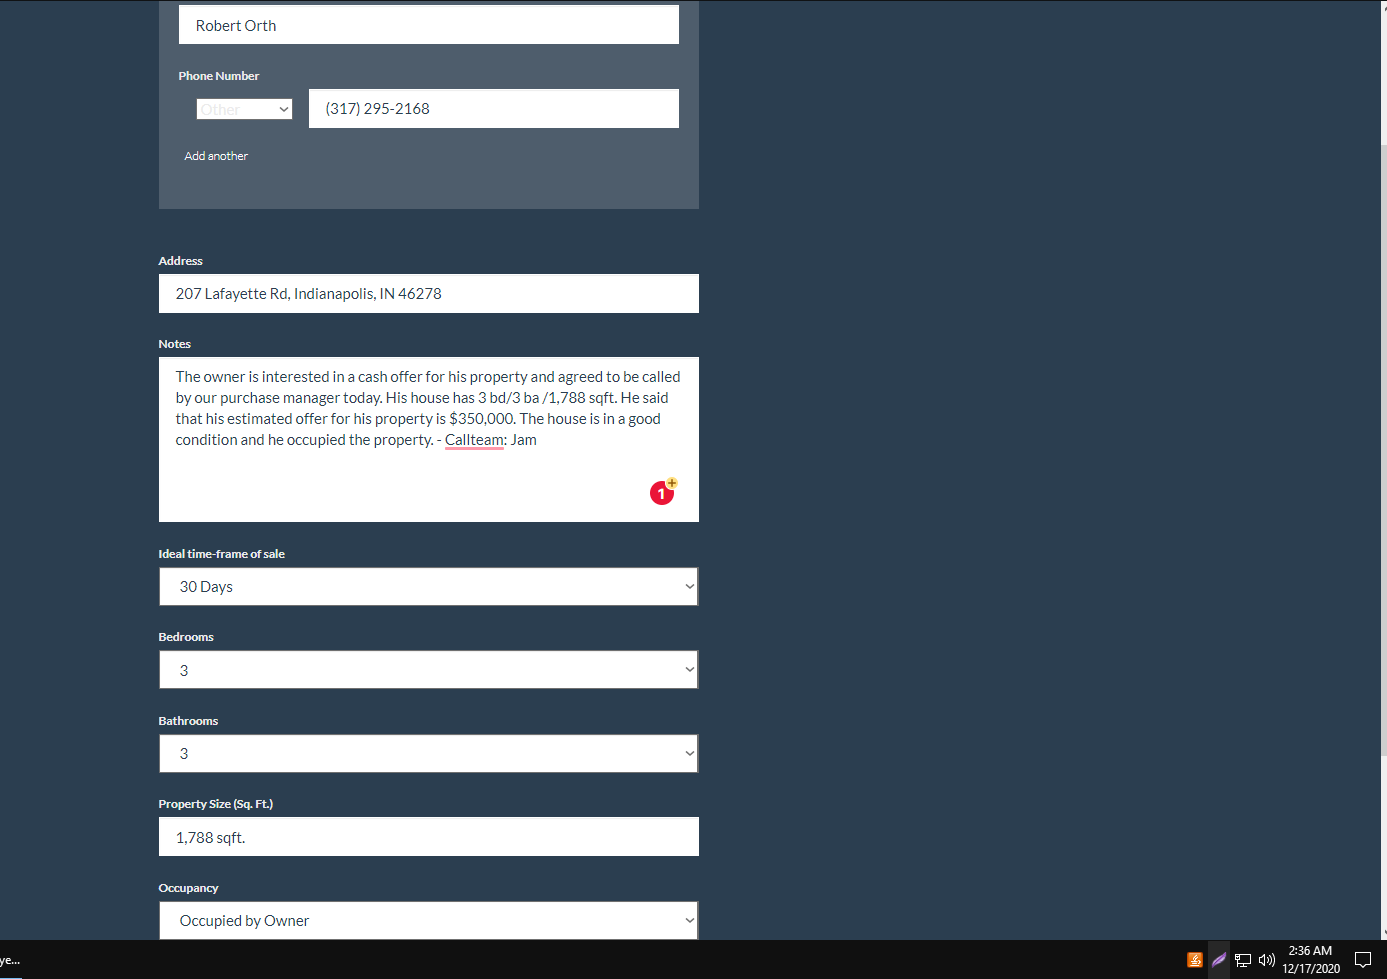 Robert Orth
Phone Number
Other
(317) 295-2168
Add another
Address
207 Lafayette Rd, Indianapolis, IN 46278
Notes
The owner is interested in a cash offer for his property and agreed to be called
by our purchase manager today. His house has 3 bd/3 ba /1,788 sqft. He said
that his estimated offer for his property is $350,000. The house is in a good
condition and he occupied the property. - Callteam: Jam
1
+
Ideal time-frame of sale
30 Days
Bedrooms
3
Bathrooms
3
Property Size (Sq. Ft.)
1,788 sqft.
Occupancy
Occupied by Owner
ye...
2:36 AM
12/17/2020